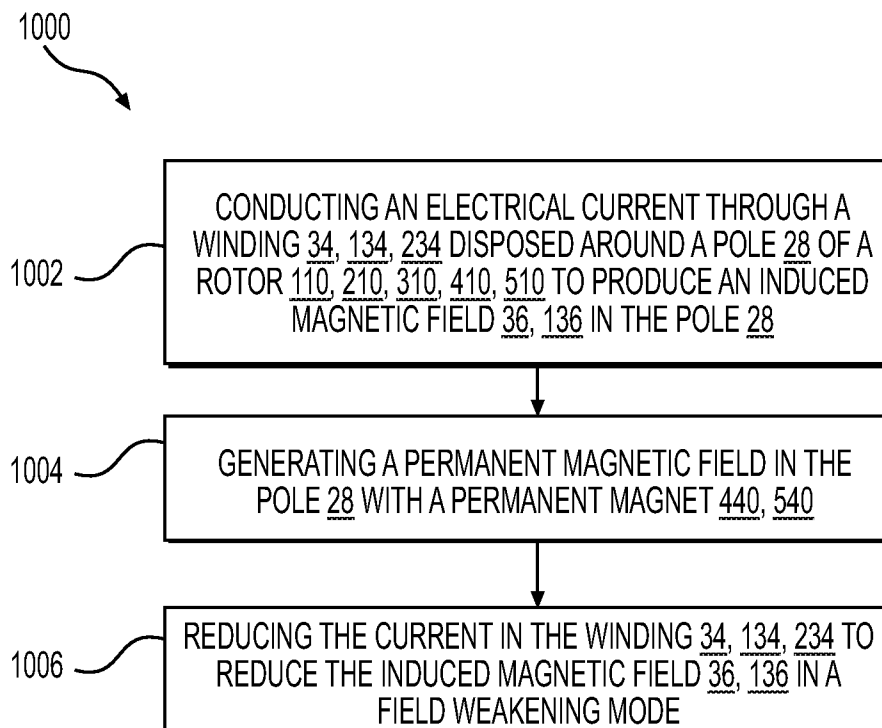 1000
1002
CONDUCTING AN ELECTRICAL CURRENT THROUGH A
WINDING 34, 134, 234 DISPOSED AROUND A POLE 28 OF A
ROTOR 110, 210, 310, 410, 510 TO PRODUCE AN INDUCED
MAGNETIC FIELD 36, 136 IN THE POLE 28
1004
GENERATING A PERMANENT MAGNETIC FIELD IN THE
POLE 28 WITH A PERMANENT MAGNET 440, 540
1006
REDUCING THE CURRENT IN THE WINDING 34, 134, 234 TO
REDUCE THE INDUCED MAGNETIC FIELD 36, 136 IN A
FIELD WEAKENING MODE